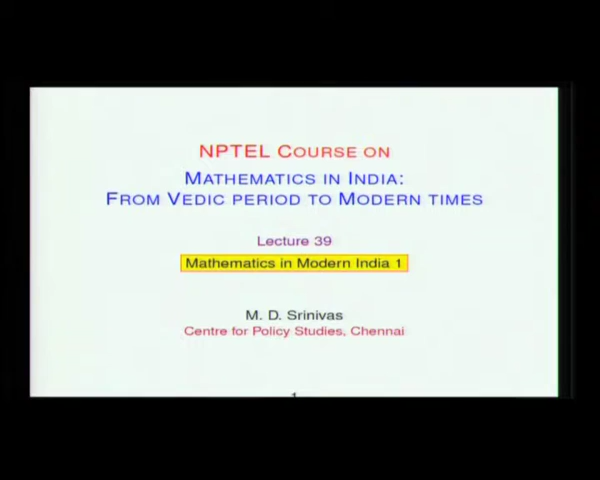 NPTEL COURSE ON
MATHEMATICS IN INDIA:
FROM VEDIC PERIOD TO MODERN TIMES
Lecture 39
Mathematics in Modern India 1
M. D. Srinivas
Centre for Policy Studies, Chennai
1